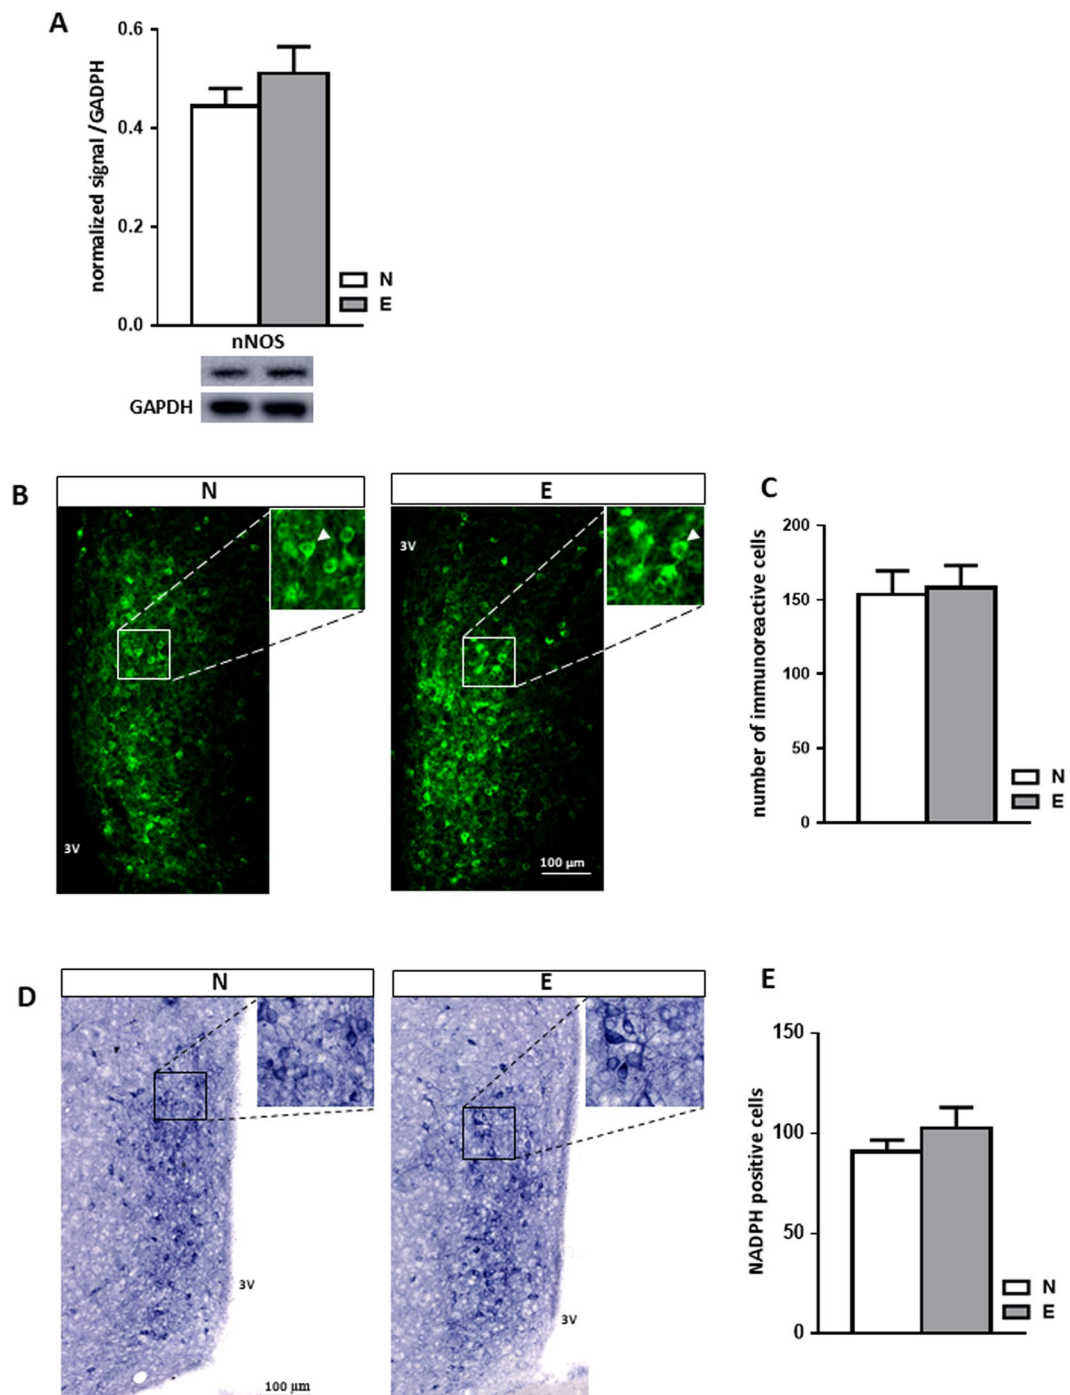 A
0.6
0.4
0.2
0.0
normalized signal /GADPH
N
E
nNOS
GAPDH
B
N
E
3V
3V
100 µm
C
200
150
100
50
0
number of immunoreactive cells
N
E
D
N
E
3V
3V
100 µm
E
150
100
50
0
NADPH positive cells
N
E